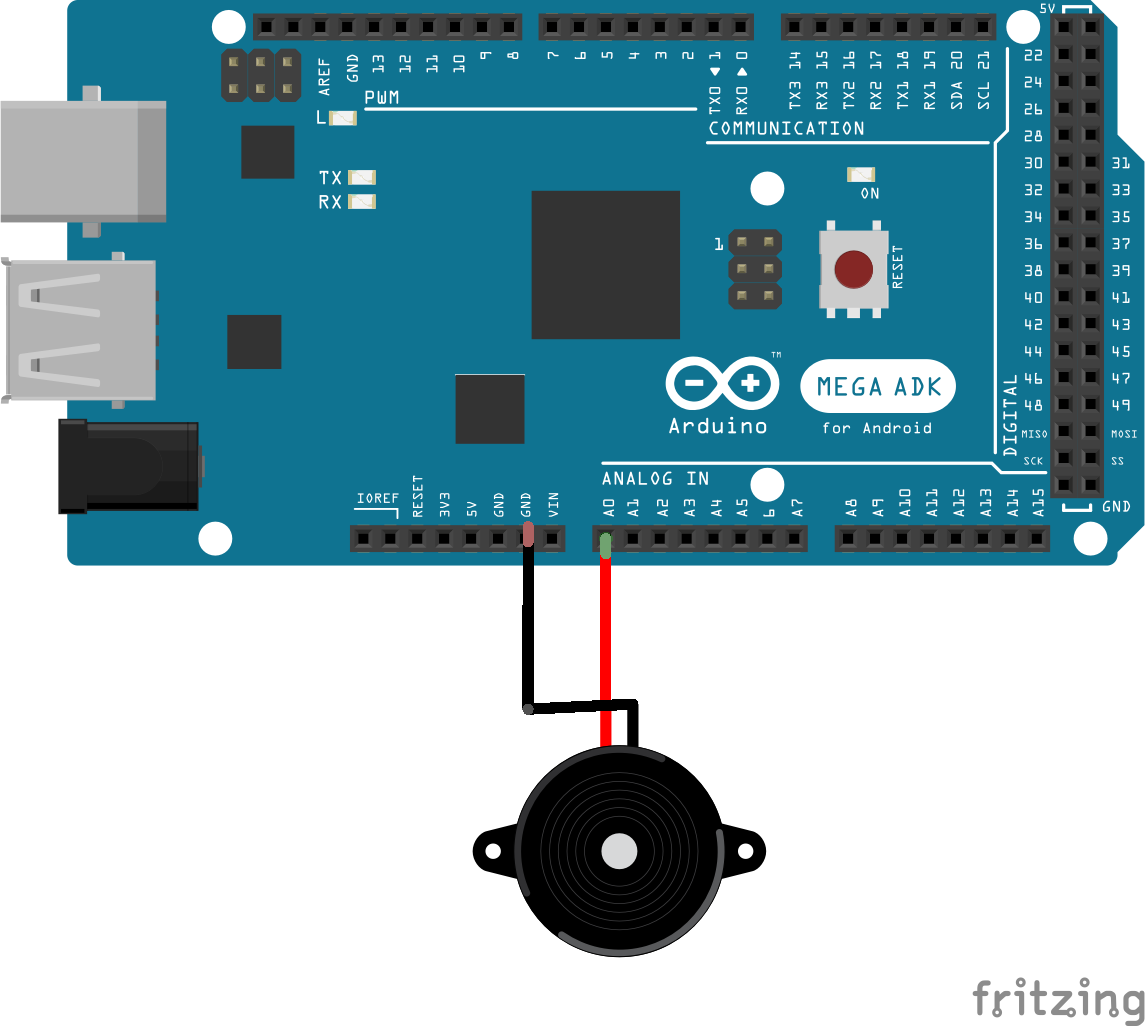 5V
AREF GND 13 12 11 10 9 8 7 6 5 4 3 2 TX0 ◄ 1 RX0 ► 0 TX3 14 RX3 15 TX2 16 RX2 17 TX1 18 RX1 19 SDA 20 SCL 21
PWM
L
COMMUNICATION
TX
RX
ON
1
RESET
22
24
26
28
30 31
32 33
34 35
36 37
38 39
40 41
42 43
44 45
46 47
48 49
MISO MOSI
SCK SS
DIGITAL
GND
TM
MEGA ADK
Arduino
for Android
ANALOG IN
IOREF RESET 3V3 5V GND GND VIN A0 A1 A2 A3 A4 A5 6 A7 A8 A9 A10 A11 A12 A13 A14 A15
fritzing